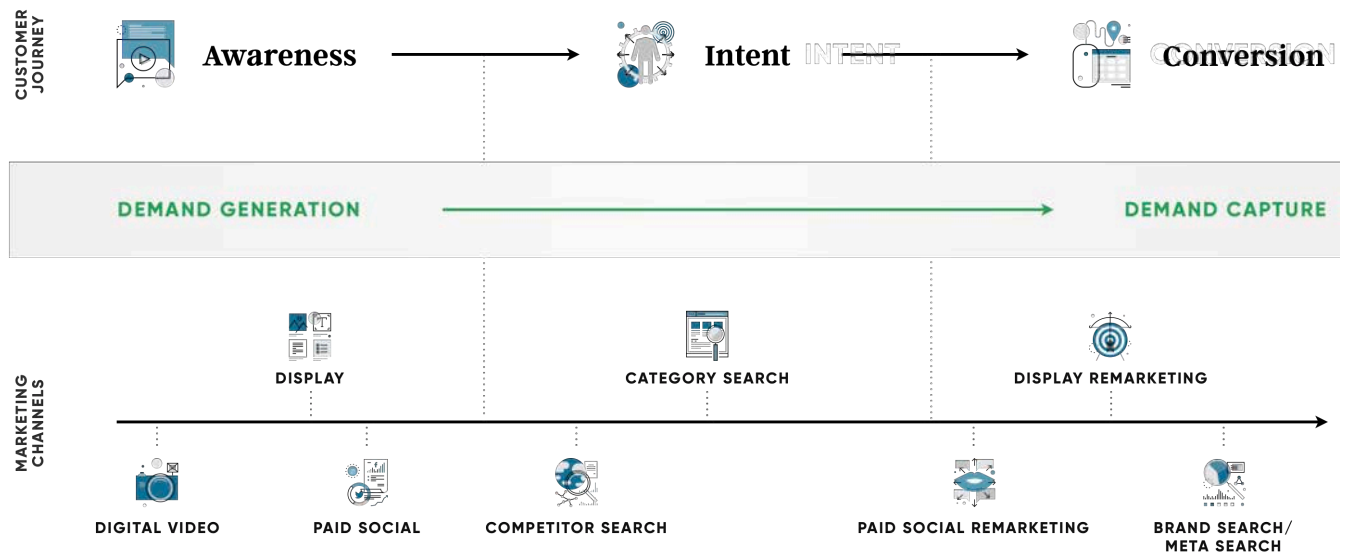 CUSTOMER
JOURNEY
Awareness
Intent
INTENT
CONVERSION
Conversion
DEMAND GENERATION
DEMAND CAPTURE
MARKETING
CHANNELS
DISPLAY
CATEGORY SEARCH
DISPLAY REMARKETING
DIGITAL VIDEO
PAID SOCIAL
COMPETITOR SEARCH
PAID SOCIAL REMARKETING
BRAND SEARCH/
META SEARCH